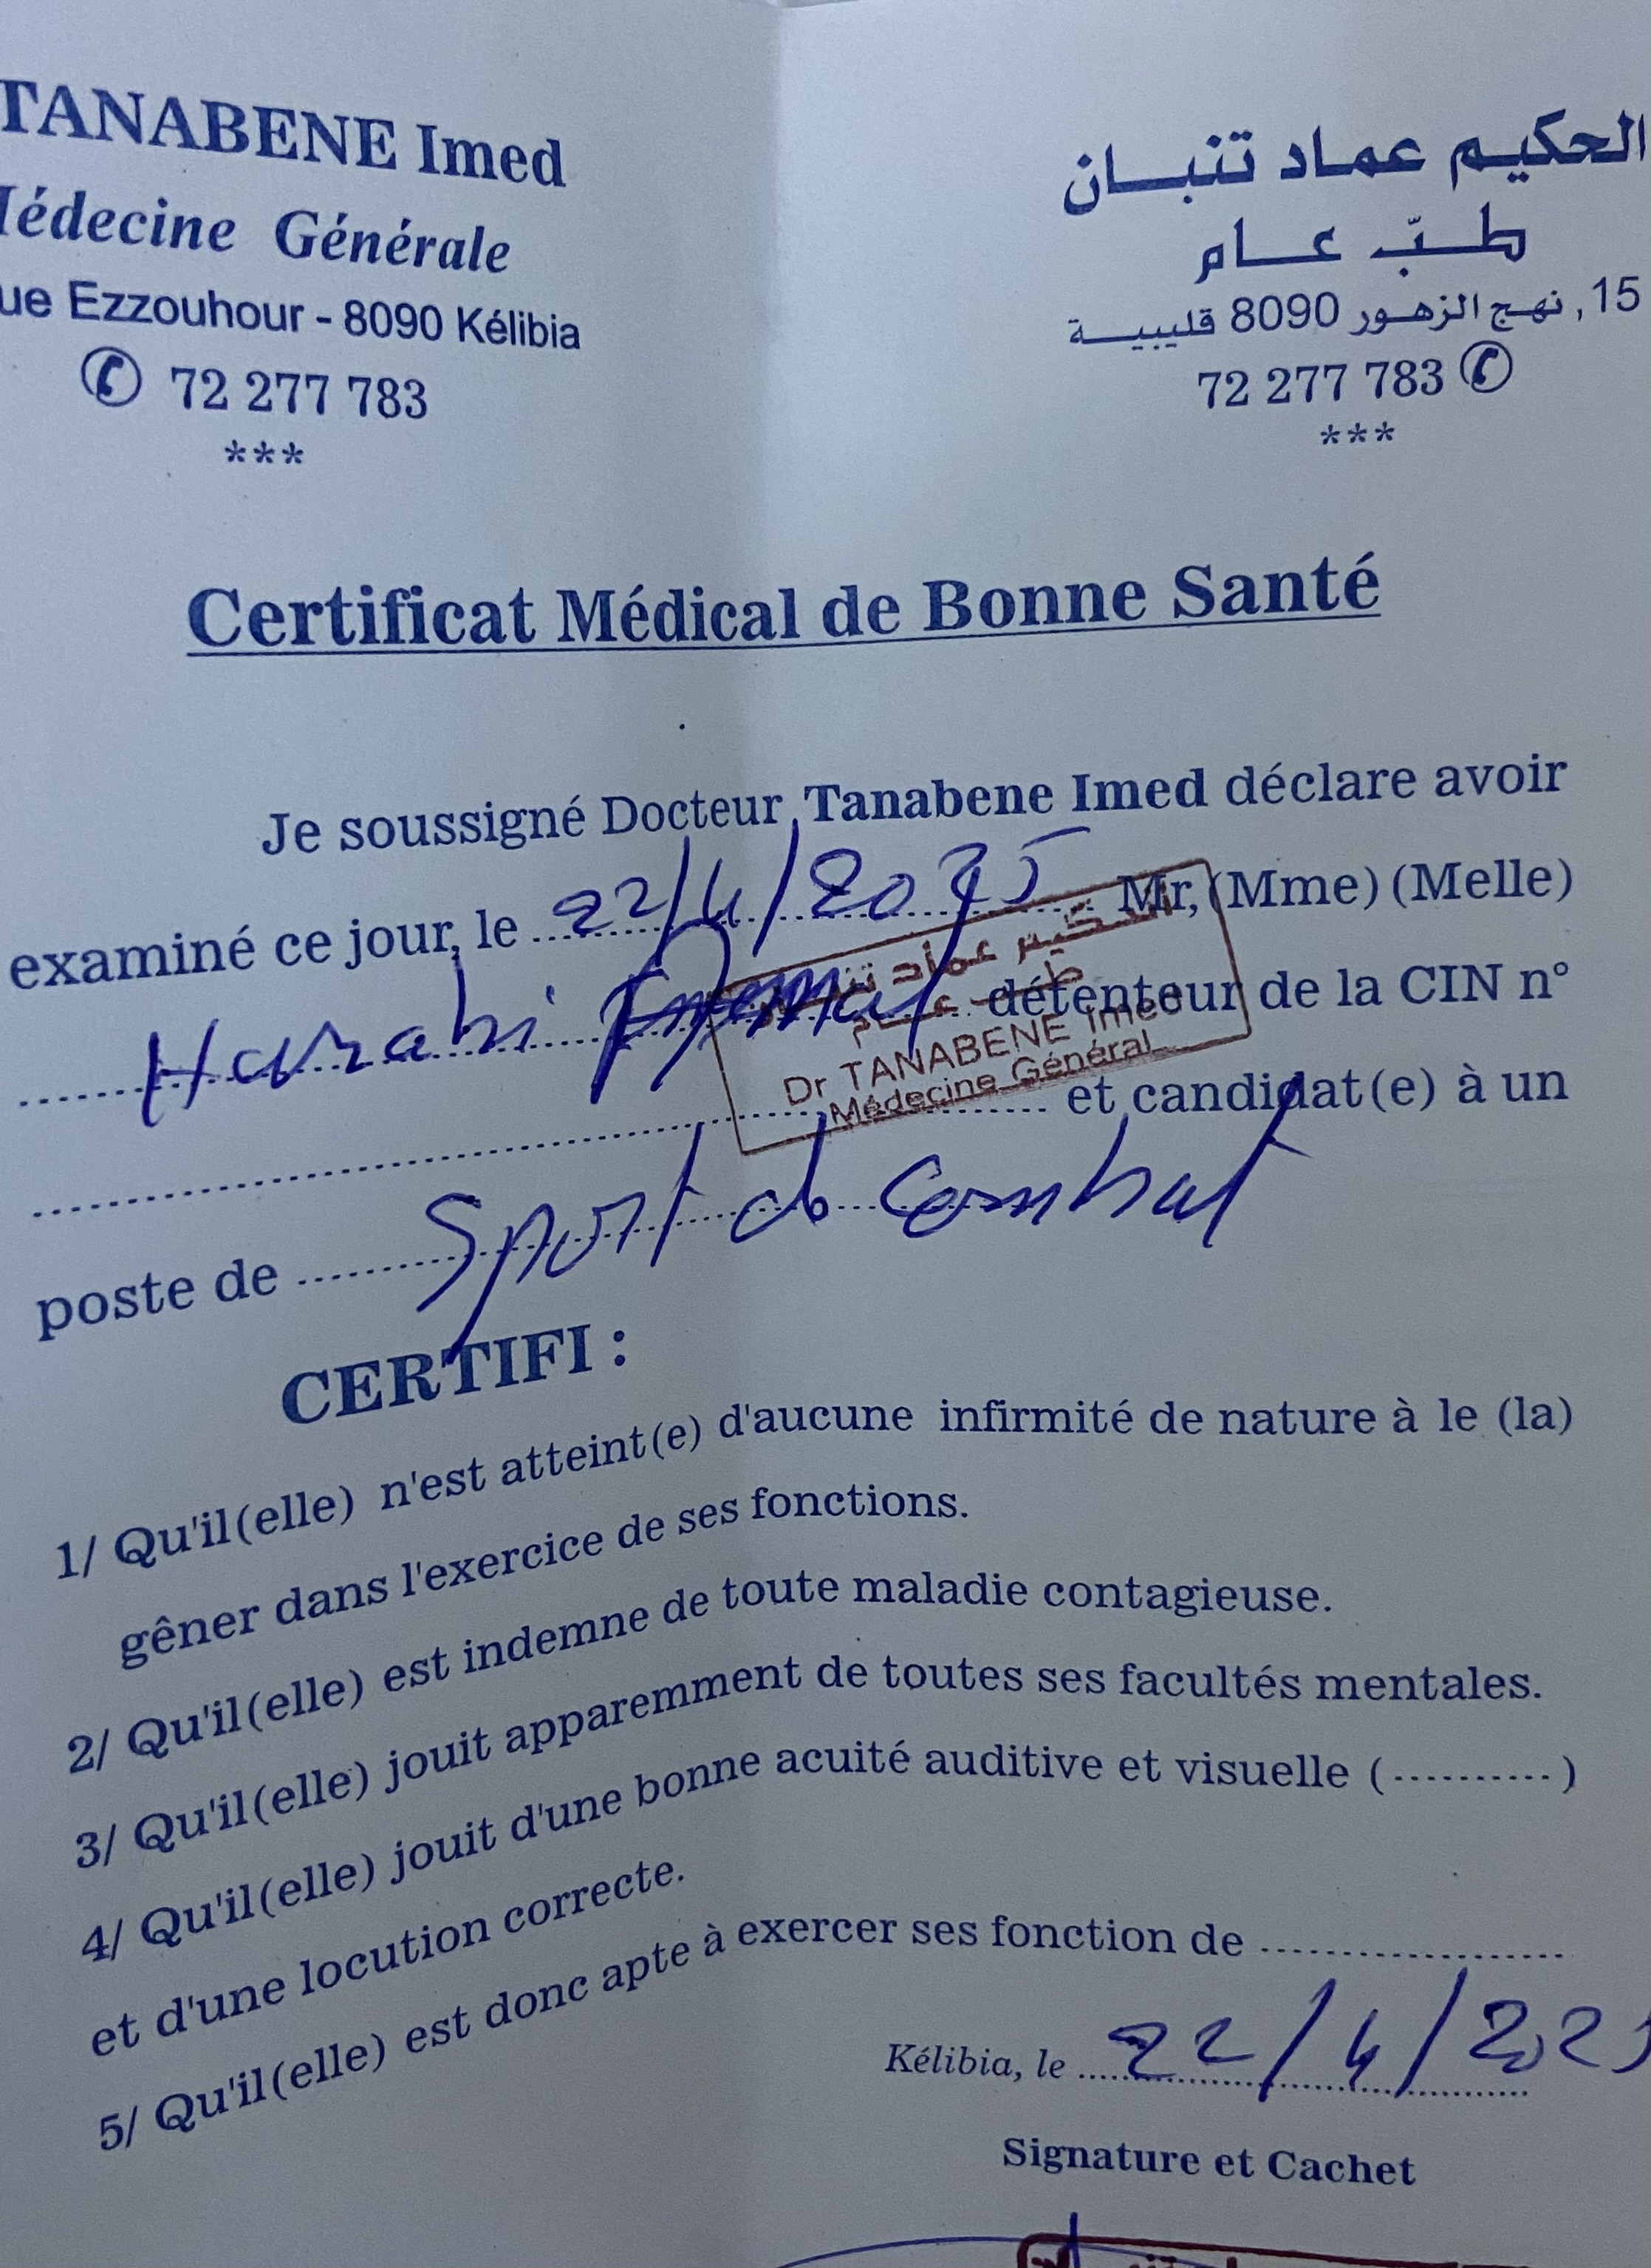 TANABENE Imed
Médecine Générale
ue Ezzouhour - 8090 Kélibia
72 277 783
***
الحكيم عماد تنبان
طبّ عام
15, نهج الزهور 8090 قليبية
72 277 783
***
Certificat Médical de Bonne Santé
Je soussigné Docteur Tanabene Imed déclare avoir
examiné ce jour, le 22/4/2025 Mr, (Mme) (Melle)
Harabi détenteur de la CIN n°
et candidat(e) à un
poste de Sport de Combat
الحكيم عماد تنبان
طب عام
Dr TANABENE Imed
Médecine Général
CERTIFI :
1/ Qu'il(elle) n'est atteint(e) d'aucune infirmité de nature à le (la)
gêner dans l'exercice de ses fonctions.
2/ Qu'il(elle) est indemne de toute maladie contagieuse.
3/ Qu'il(elle) jouit apparemment de toutes ses facultés mentales.
4/ Qu'il(elle) jouit d'une bonne acuité auditive et visuelle (..........)
et d'une locution correcte.
5/ Qu'il(elle) est donc apte à exercer ses fonction de ..................
Kélibia, le 22/4/2025
Signature et Cachet